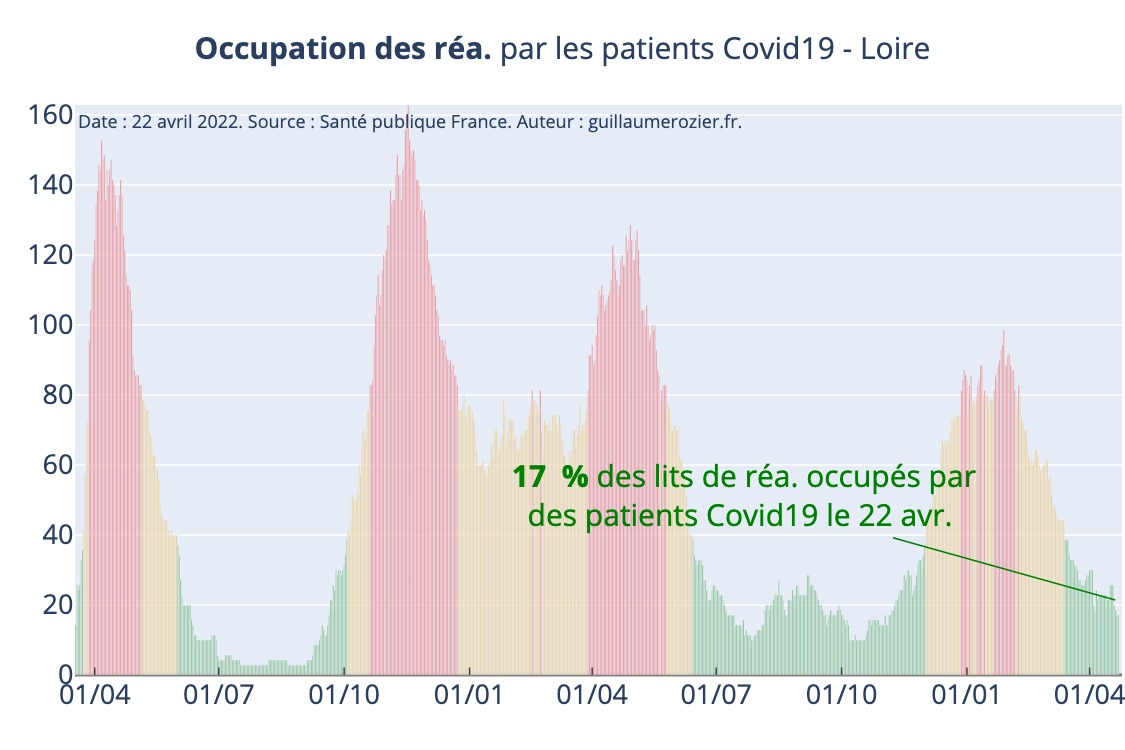 Occupation des réa. par les patients Covid19 - Loire
160
Date : 22 avril 2022. Source : Santé publique France. Auteur : guillaumerozier.fr.
140
120
100
80
60
17 % des lits de réa. occupés par
des patients Covid19 le 22 avr.
40
20
0
01/04 01/07 01/10 01/01 01/04 01/07 01/10 01/01 01/04